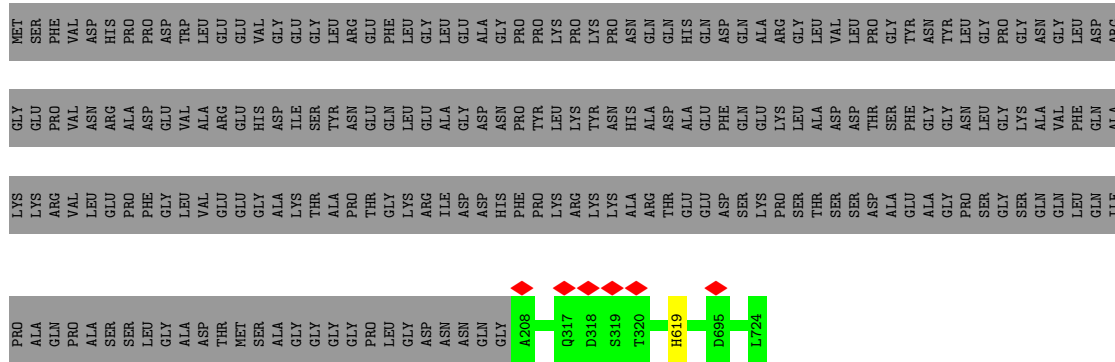 MET SER PHE VAL ASP HIS PRO PRO ASP TRP LEU GLU GLU VAL GLY GLU GLY LEU ARG GLU PHE LEU GLY LEU GLU ALA GLY PRO PRO LYS PRO LYS PRO ASN GLN GLN HIS GLN ASP GLN ALA ARG GLY LEU VAL LEU PRO GLY TYR ASN TYR LEU GLY PRO GLY ASN GLY LEU ASP ARG
GLY GLU PRO VAL ASN ARG ALA ASP GLU VAL ALA ARG GLU HIS ASP ILE SER TYR ASN GLU GLN LEU GLU ALA GLY ASP ASN PRO TYR LEU LYS TYR ASN HIS ALA ASP ALA GLU PHE GLN GLU LYS LEU ALA ASP ASP THR SER PHE GLY GLY ASN LEU GLY LYS ALA VAL PHE GLN ALA
LYS LYS ARG VAL LEU GLU PRO PHE GLY LEU VAL GLU GLU GLY ALA LYS THR ALA PRO THR GLY LYS ARG ILE ASP ASP HIS PHE PRO LYS ARG LYS LYS ALA ARG THR GLU GLU ASP SER LYS PRO SER THR SER SER ASP ALA GLU ALA GLY PRO SER GLY SER GLN GLN LEU GLN ILE
PRO ALA GLN PRO ALA SER SER LEU GLY ALA ASP THR MET SER ALA GLY GLY GLY GLY PRO LEU GLY ASP ASN ASN GLN GLY A208 Q317 D318 S319 T320 H619 D695 L724